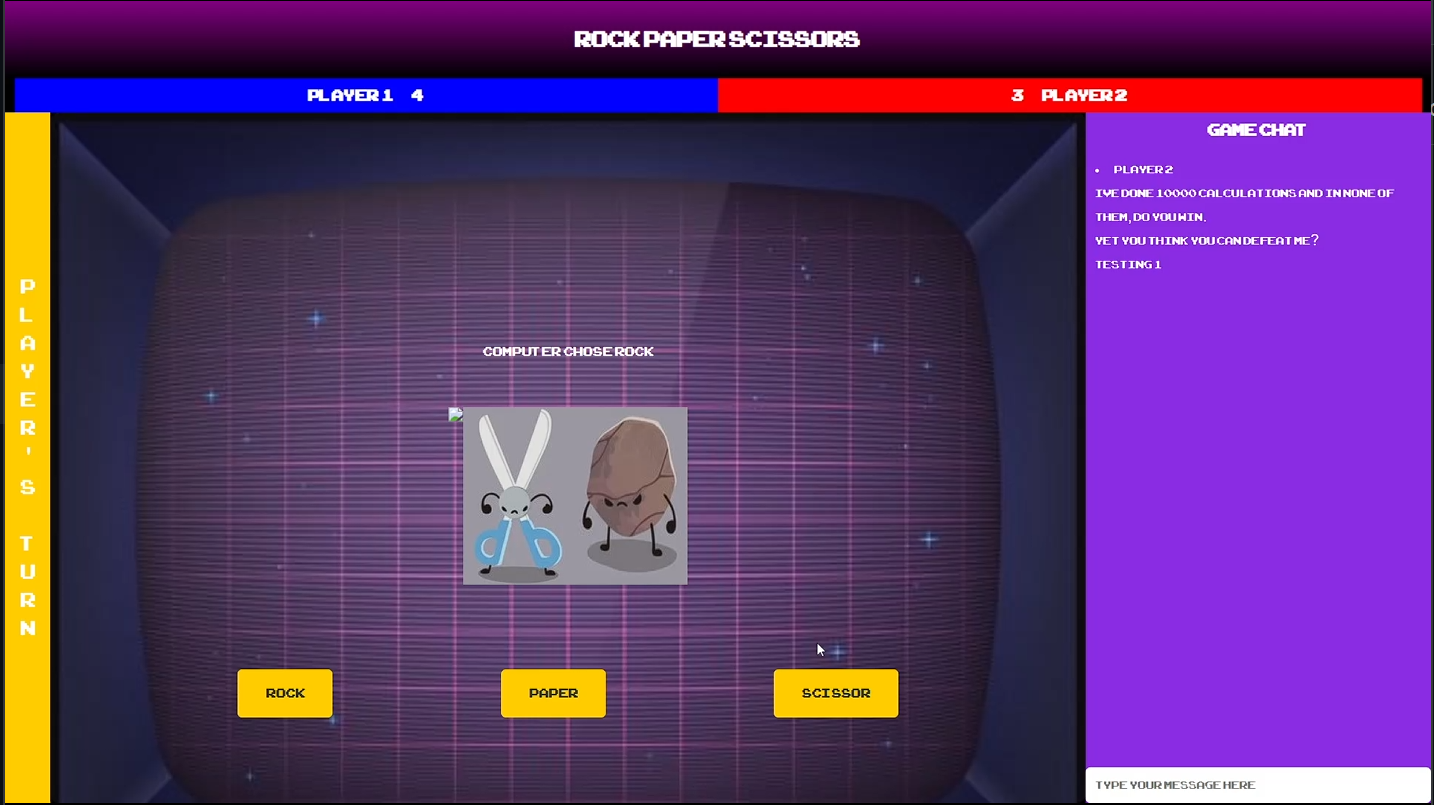 ROCK PAPER SCISSORS
PLAYER 1 4
3 PLAYER 2
PLAYER'S TURN
GAME CHAT
• PLAYER 2
IVE DONE 10000 CALCULATIONS AND IN NONE OF
THEM, DO YOU WIN.
YET YOU THINK YOU CAN DEFEAT ME?
TESTING 1
COMPUTER CHOSE ROCK
ROCK
PAPER
SCISSOR
TYPE YOUR MESSAGE HERE